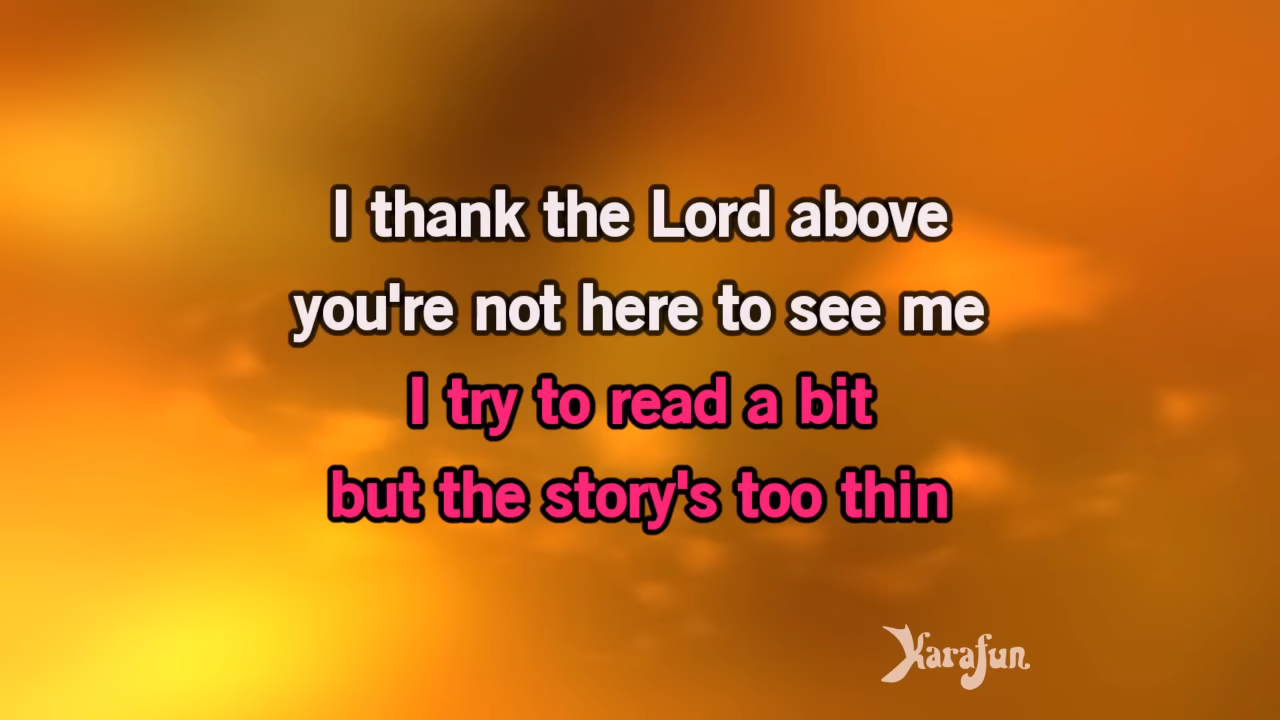 I thank the Lord above
you're not here to see me
I try to read a bit
but the story's too thin
Karafun